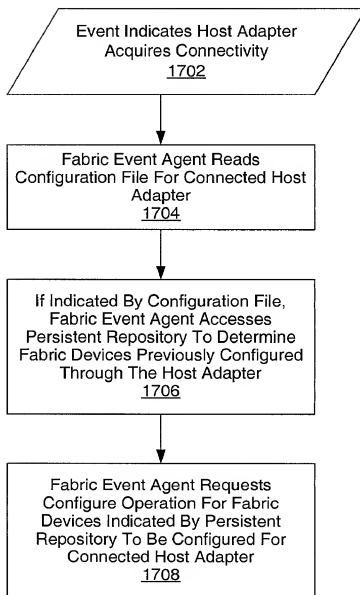 Event Indicates Host Adapter
Acquires Connectivity
1702
Fabric Event Agent Reads
Configuration File For Connected Host
Adapter
1704
If Indicated By Configuration File,
Fabric Event Agent Accesses
Persistent Repository To Determine
Fabric Devices Previously Configured
Through The Host Adapter
1706
Fabric Event Agent Requests
Configure Operation For Fabric
Devices Indicated By Persistent
Repository To Be Configured For
Connected Host Adapter
1708